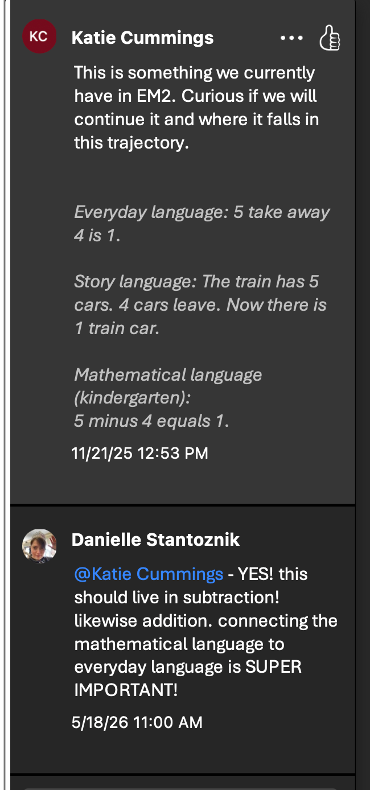 KC
Katie Cummings
This is something we currently
have in EM2. Curious if we will
continue it and where it falls in
this trajectory.
Everyday language: 5 take away
4 is 1.
Story language: The train has 5
cars. 4 cars leave. Now there is
1 train car.
Mathematical language
(kindergarten):
5 minus 4 equals 1.
11/21/25 12:53 PM
Danielle Stantoznik
@Katie Cummings - YES! this
should live in subtraction!
likewise addition. connecting the
mathematical language to
everyday language is SUPER
IMPORTANT!
5/18/26 11:00 AM